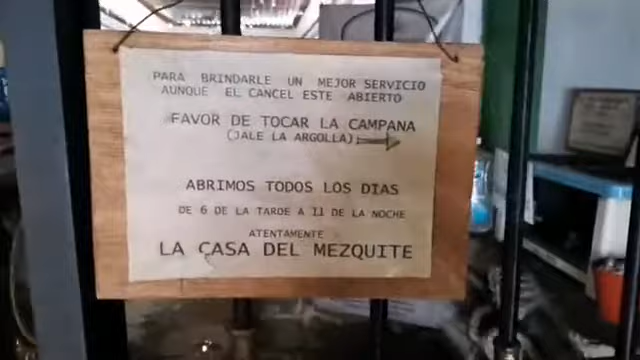 PARA BRINDARLE UN MEJOR SERVICIO
AUNQUE EL CANCEL ESTE ABIERTO
FAVOR DE TOCAR LA CAMPANA
(JALE LA ARGOLLA)
ABRIMOS TODOS LOS DIAS
DE 6 DE LA TARDE A 11 DE LA NOCHE
ATENTAMENTE
LA CASA DEL MEZQUITE